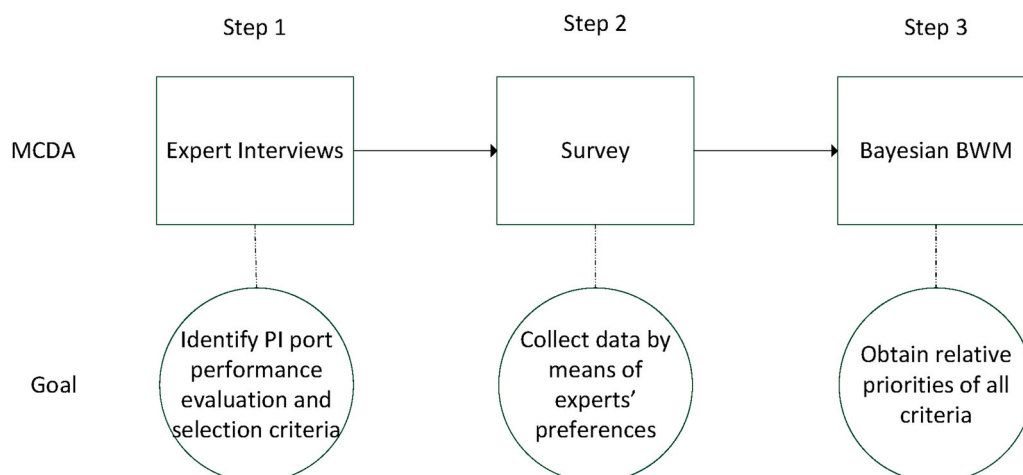 Step 1
Step 2
Step 3
MCDA
Expert Interviews
Survey
Bayesian BWM
Goal
Identify PI port
performance
evaluation and
selection criteria
Collect data by
means of
experts’
preferences
Obtain relative
priorities of all
criteria